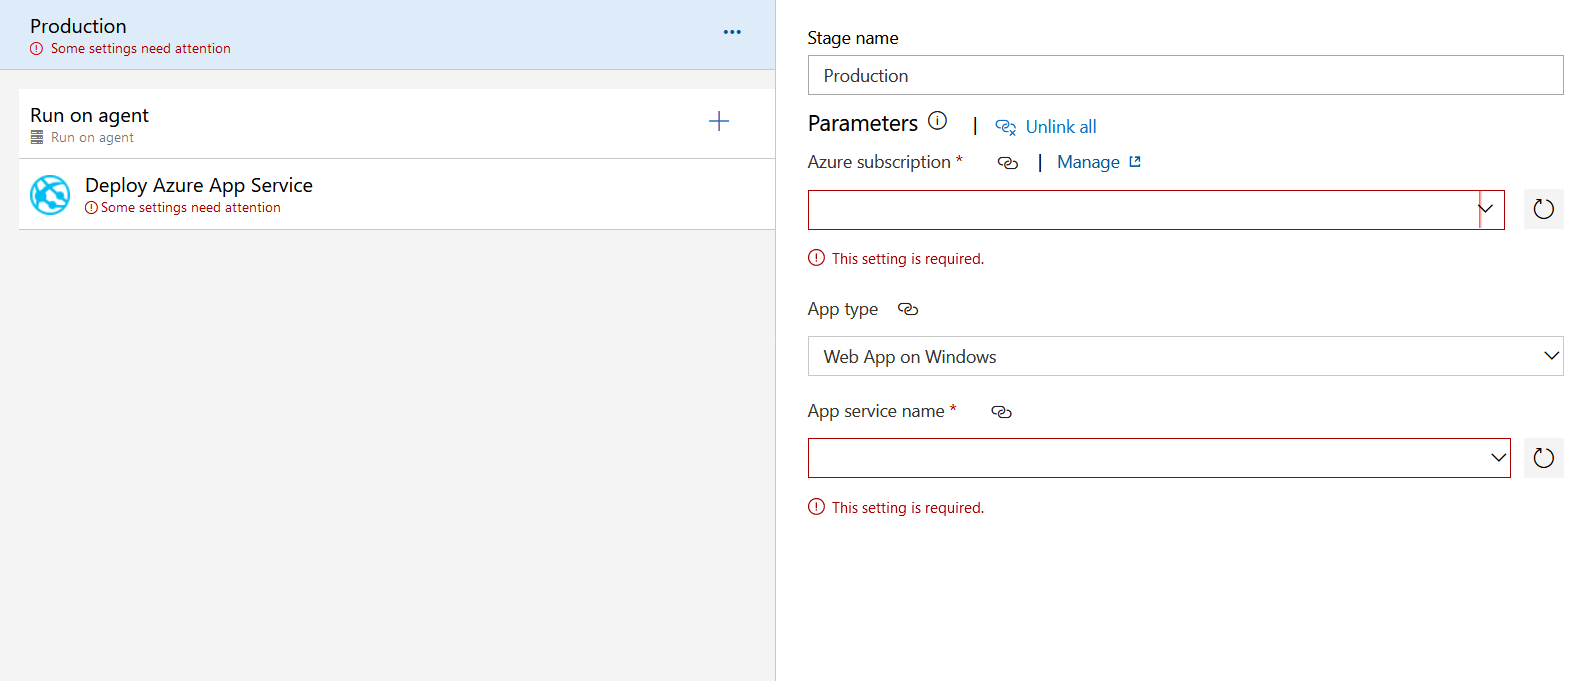 Production
Some settings need attention
...
Run on agent
Run on agent
Deploy Azure App Service
Some settings need attention
Stage name
Production
Parameters | Unlink all
Azure subscription * | Manage
This setting is required.
App type
Web App on Windows
App service name *
This setting is required.